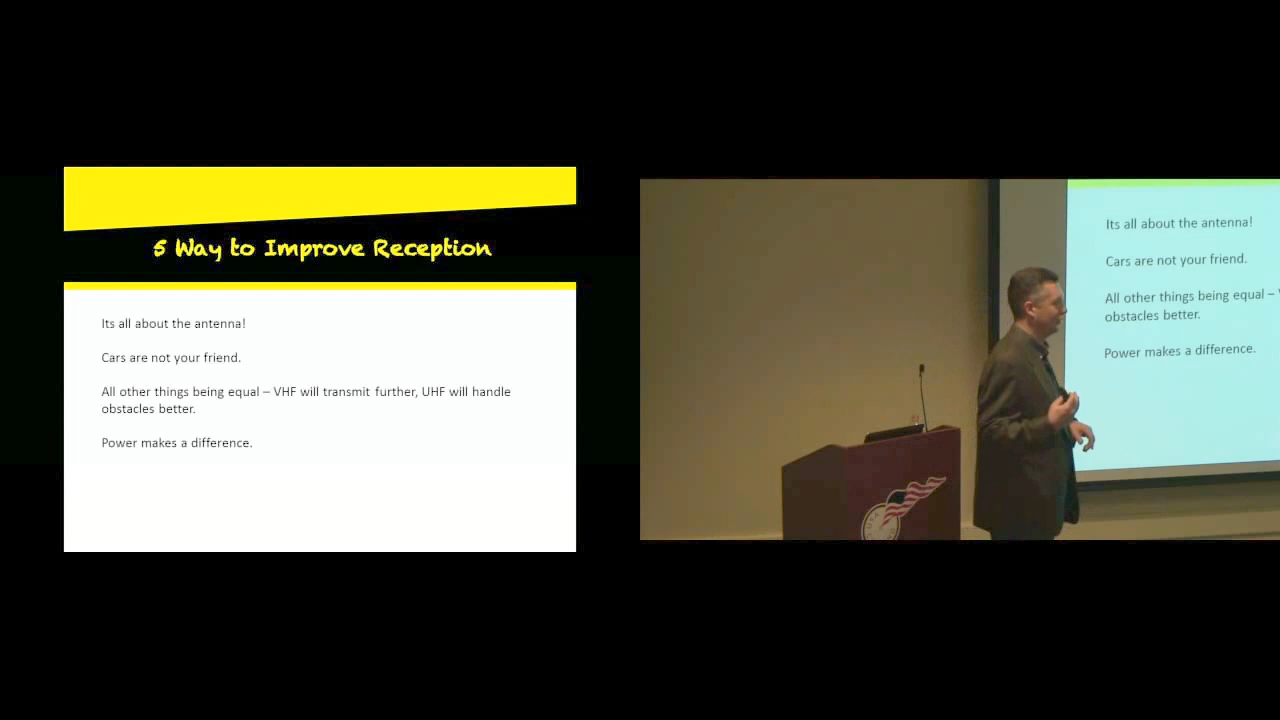 5 Way to Improve Reception
Its all about the antenna!
Cars are not your friend.
All other things being equal – VHF will transmit further, UHF will handle
obstacles better.
Power makes a difference.
Its all about the antenna!
Cars are not your friend.
All other things being equal –
obstacles better.
Power makes a difference.